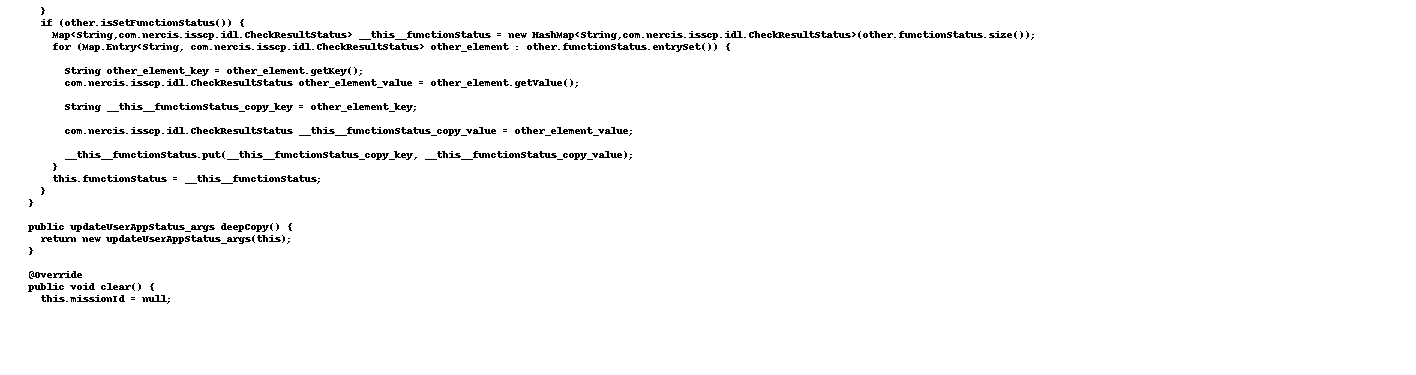 }
if (other.isSetFunctionStatus()) {
Map<String,com.nercis.isscp.idl.CheckResultStatus> __this__functionStatus = new HashMap<String,com.nercis.isscp.idl.CheckResultStatus>(other.functionStatus.size());
for (Map.Entry<String, com.nercis.isscp.idl.CheckResultStatus> other_element : other.functionStatus.entrySet()) {
String other_element_key = other_element.getKey();
com.nercis.isscp.idl.CheckResultStatus other_element_value = other_element.getValue();
String __this__functionStatus_copy_key = other_element_key;
com.nercis.isscp.idl.CheckResultStatus __this__functionStatus_copy_value = other_element_value;
__this__functionStatus.put(__this__functionStatus_copy_key, __this__functionStatus_copy_value);
}
this.functionStatus = __this__functionStatus;
}
}
public updateUserAppStatus_args deepCopy() {
return new updateUserAppStatus_args(this);
}
@Override
public void clear() {
this.missionId = null;